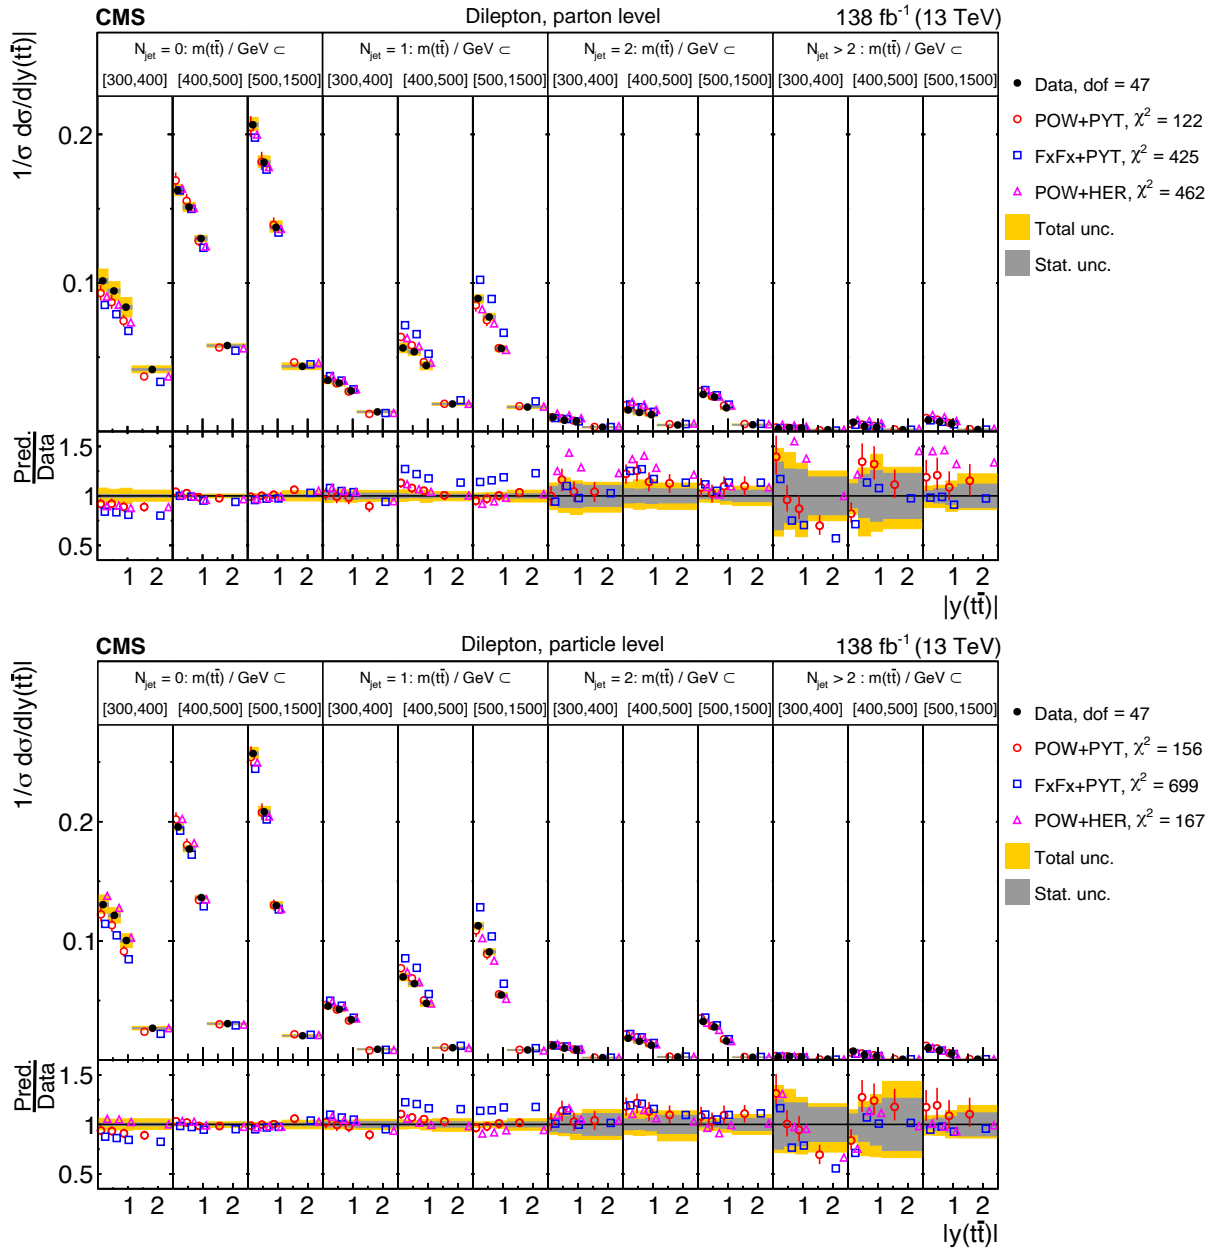 CMS Dilepton, parton level 138 fb⁻¹ (13 TeV)
N_jet = 0: m(tt̄) / GeV ⊂ N_jet = 1: m(tt̄) / GeV ⊂ N_jet = 2: m(tt̄) / GeV ⊂ N_jet > 2 : m(tt̄) / GeV ⊂
[300,400] [400,500] [500,1500] [300,400] [400,500] [500,1500] [300,400] [400,500] [500,1500] [300,400] [400,500] [500,1500]
1/σ dσ/d|y(tt̄)|
0.2
0.1
Data, dof = 47
POW+PYT, χ² = 122
FxFx+PYT, χ² = 425
POW+HER, χ² = 462
Total unc.
Stat. unc.
Pred.
Data
1.5
1
0.5
1 2 1 2 1 2 1 2 1 2 1 2 1 2 1 2 1 2 1 2 1 2 1 2
|y(tt̄)|
CMS Dilepton, particle level 138 fb⁻¹ (13 TeV)
N_jet = 0: m(tt̄) / GeV ⊂ N_jet = 1: m(tt̄) / GeV ⊂ N_jet = 2: m(tt̄) / GeV ⊂ N_jet > 2 : m(tt̄) / GeV ⊂
[300,400] [400,500] [500,1500] [300,400] [400,500] [500,1500] [300,400] [400,500] [500,1500] [300,400] [400,500] [500,1500]
1/σ dσ/d|y(tt̄)|
0.2
0.1
Data, dof = 47
POW+PYT, χ² = 156
FxFx+PYT, χ² = 699
POW+HER, χ² = 167
Total unc.
Stat. unc.
Pred.
Data
1.5
1
0.5
1 2 1 2 1 2 1 2 1 2 1 2 1 2 1 2 1 2 1 2 1 2 1 2
|y(tt̄)|